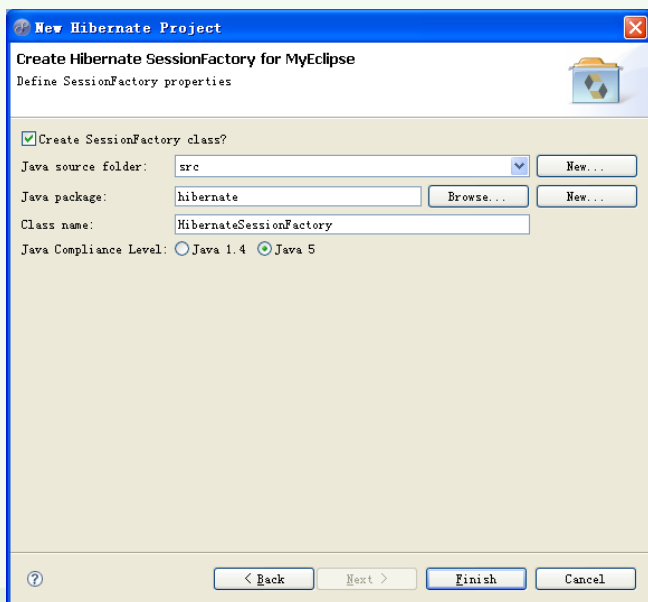 New Hibernate Project
Create Hibernate SessionFactory for MyEclipse
Define SessionFactory properties
Create SessionFactory class?
Java source folder: src New...
Java package: hibernate Browse... New...
Class name: HibernateSessionFactory
Java Compliance Level: Java 1.4 Java 5
? < Back Next > Finish Cancel